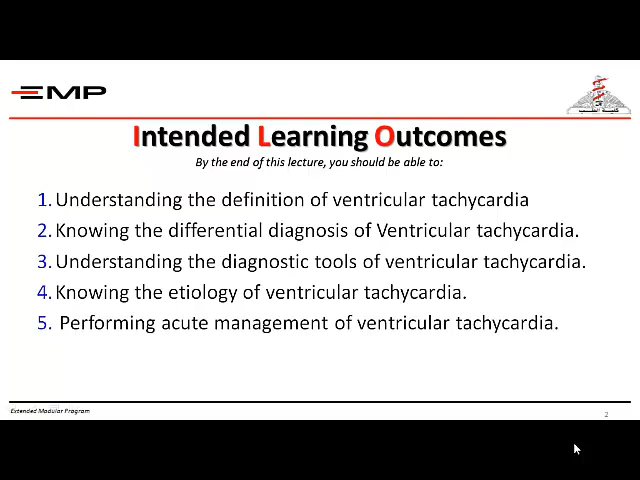 EMP
كلية الطب
Intended Learning Outcomes
By the end of this lecture, you should be able to:
1. Understanding the definition of ventricular tachycardia
2. Knowing the differential diagnosis of Ventricular tachycardia.
3. Understanding the diagnostic tools of ventricular tachycardia.
4. Knowing the etiology of ventricular tachycardia.
5. Performing acute management of ventricular tachycardia.
Extended Modular Program
2